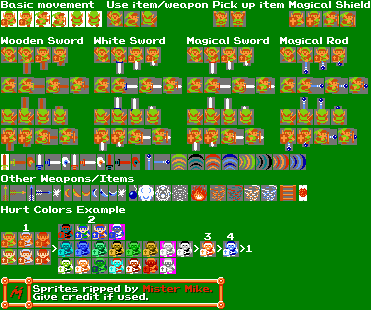 Basic movement Use item/weapon Pick up item Magical Shield
Wooden Sword White Sword Magical Sword Magical Rod
Other Weapons/Items
Hurt Colors Example
1 2 3 4
> > >1
Sprites ripped by Mister Mike.
Give credit if used.